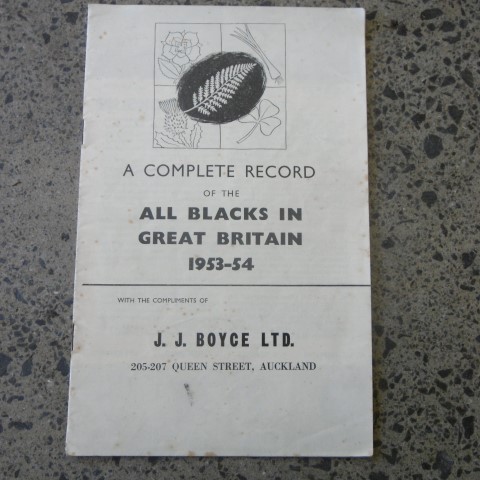 A COMPLETE RECORD
OF THE
ALL BLACKS IN
GREAT BRITAIN
1953-54
WITH THE COMPLIMENTS OF
J. J. BOYCE LTD.
205-207 QUEEN STREET, AUCKLAND